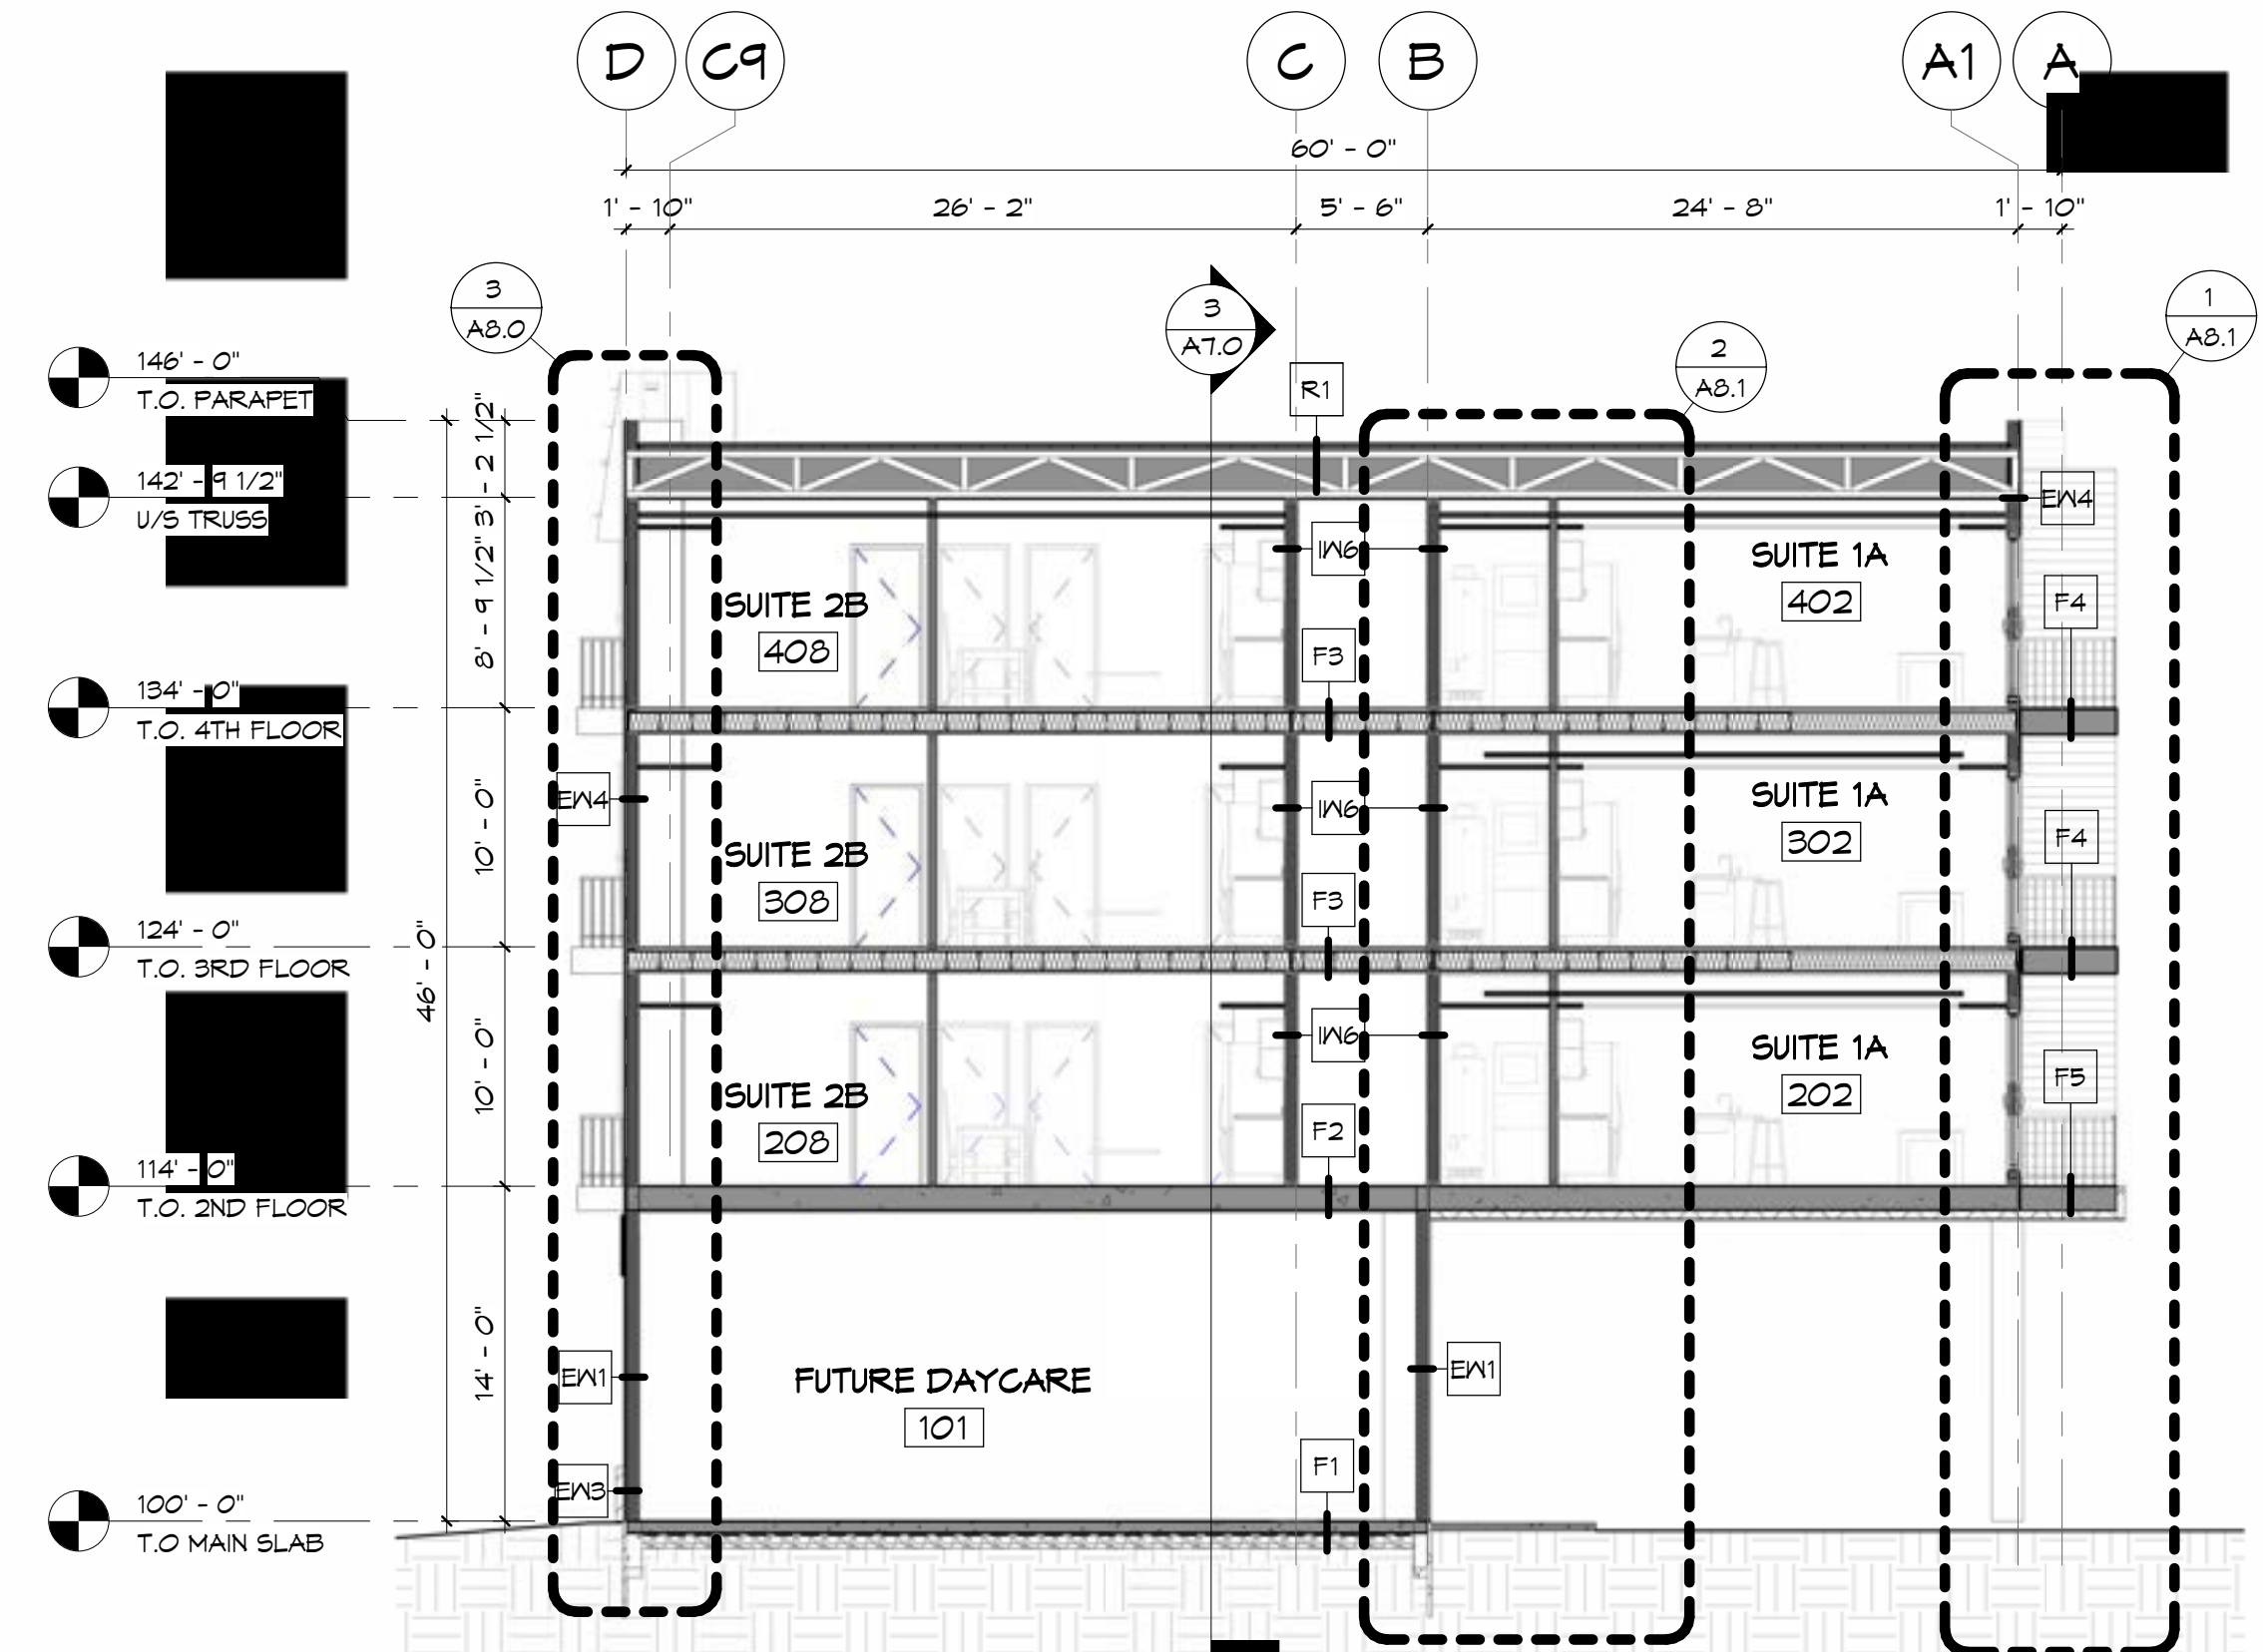 D C9 C B A1 A
60' - 0"
1' - 10" 26' - 2" 5' - 6" 24' - 8" 1' - 10"
3
A8.0
3
A7.0
2
A8.1
1
A8.1
146' - 0"
T.O. PARAPET
R1
3' - 2 1/2"
142' - 9 1/2"
U/S TRUSS
EW4
8' - 9 1/2"
IW6
SUITE 1A
402
F4
SUITE 2B
408
F3
134' - 0"
T.O. 4TH FLOOR
EW4
IW6
SUITE 1A
302
F4
10' - 0"
SUITE 2B
308
F3
124' - 0"
T.O. 3RD FLOOR
46' - 0"
IW6
SUITE 1A
202
F5
10' - 0"
SUITE 2B
208
F2
114' - 0"
T.O. 2ND FLOOR
14' - 0"
EW1
FUTURE DAYCARE
101
EW1
F1
EW3
100' - 0"
T.O MAIN SLAB